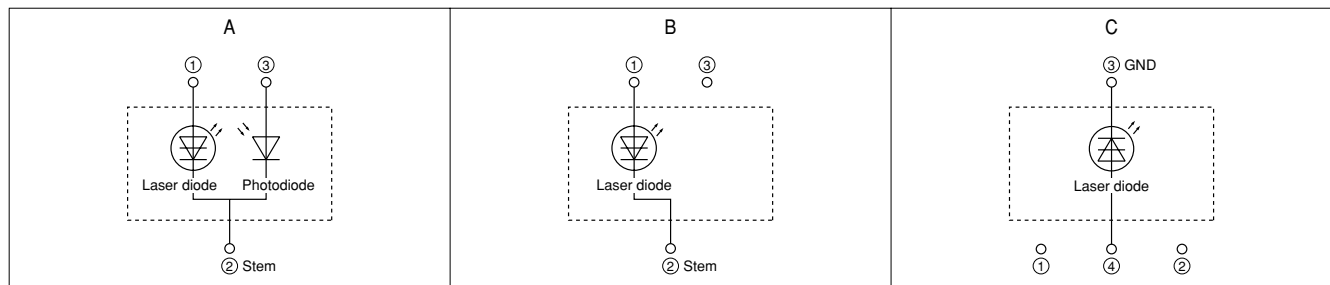 A
① ③
Laser diode Photodiode
② Stem
B
① ③
Laser diode
② Stem
C
③ GND
Laser diode
① ④ ②